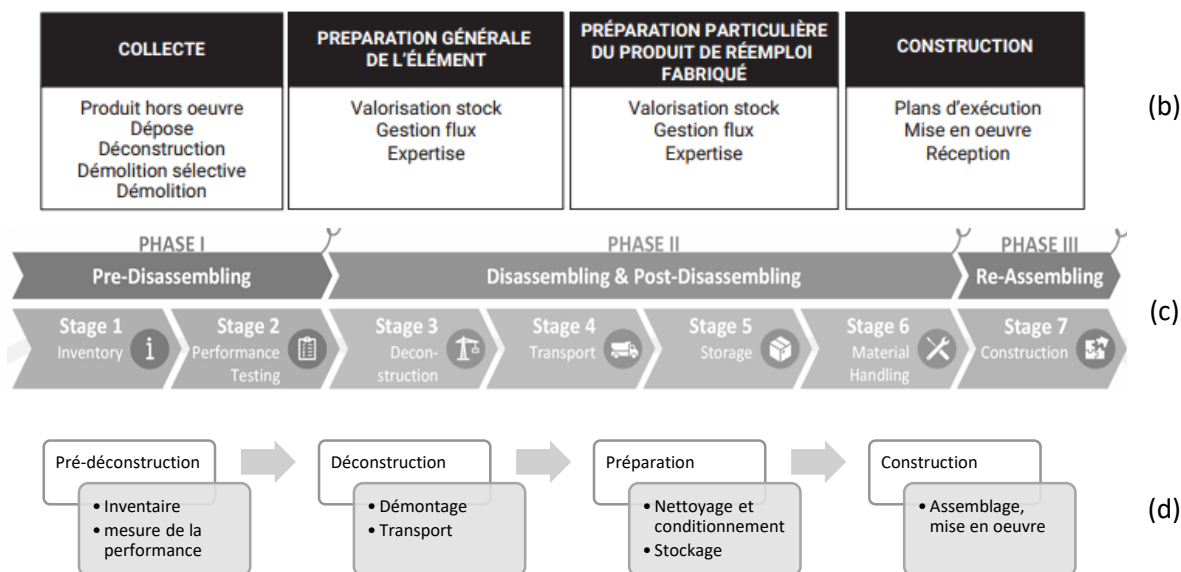 COLLECTE
Produit hors oeuvre
Dépose
Déconstruction
Démolition sélective
Démolition
PREPARATION GÉNÉRALE
DE L'ÉLÉMENT
Valorisation stock
Gestion flux
Expertise
PRÉPARATION PARTICULIÈRE
DU PRODUIT DE RÉEMPLOI
FABRIQUÉ
Valorisation stock
Gestion flux
Expertise
CONSTRUCTION
Plans d'exécution
Mise en oeuvre
Réception
(b)
PHASE I
Pre-Disassembling
PHASE II
Disassembling & Post-Disassembling
PHASE III
Re-Assembling
Stage 1
Inventory
Stage 2
Performance
Testing
Stage 3
Decon-
struction
Stage 4
Transport
Stage 5
Storage
Stage 6
Material
Handling
Stage 7
Construction
(c)
Pré-déconstruction
• Inventaire
• mesure de la
performance
Déconstruction
• Démontage
• Transport
Préparation
• Nettoyage et
conditionnement
• Stockage
Construction
• Assemblage,
mise en oeuvre
(d)